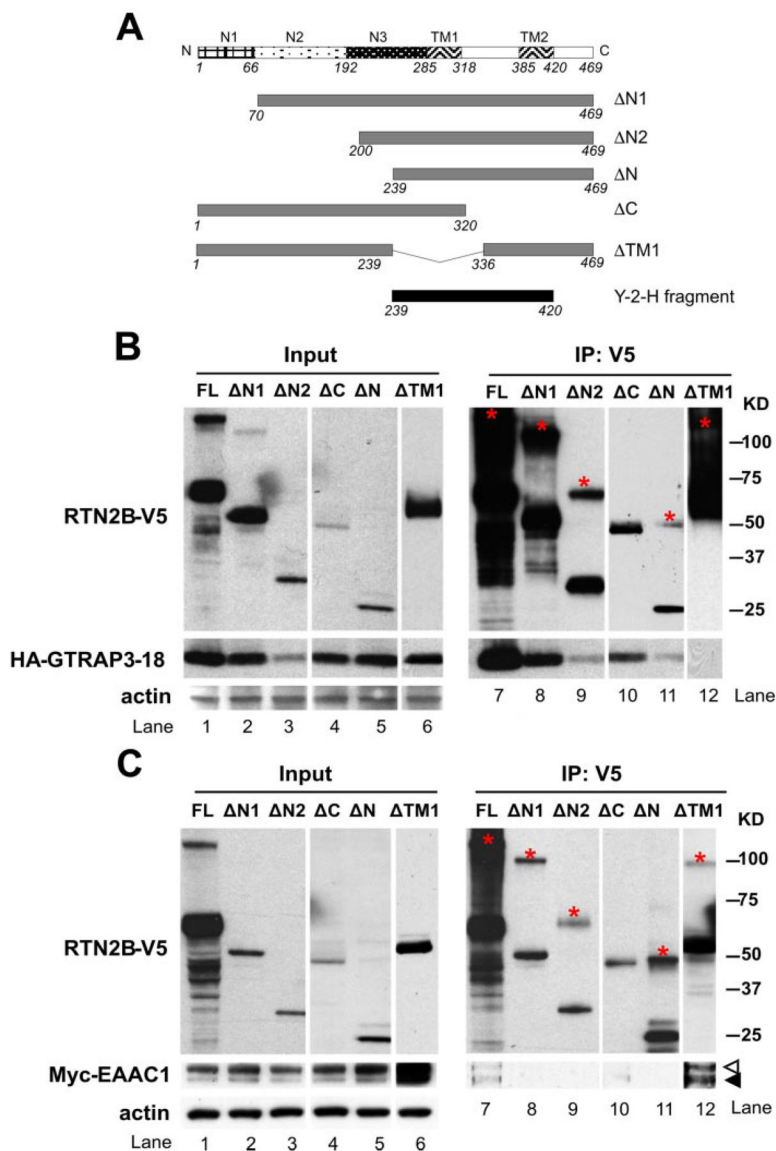 A
N1 N2 N3 TM1 TM2
N C
1 66 192 285 318 385 420 469
70 469 ΔN1
200 469 ΔN2
239 469 ΔN
1 320 ΔC
1 239 336 469 ΔTM1
239 420 Y-2-H fragment
B
Input IP: V5
FL ΔN1 ΔN2 ΔC ΔN ΔTM1 FL ΔN1 ΔN2 ΔC ΔN ΔTM1 KD
* * * * *
RTN2B-V5
–100
–75
–50
–37
–25
HA-GTRAP3-18
actin
Lane 1 2 3 4 5 6 7 8 9 10 11 12 Lane
C
Input IP: V5
FL ΔN1 ΔN2 ΔC ΔN ΔTM1 FL ΔN1 ΔN2 ΔC ΔN ΔTM1 KD
* * * * *
RTN2B-V5
–100
–75
–50
–37
–25
Myc-EAAC1
actin
7 8 9 10 11 12 Lane
Lane 1 2 3 4 5 6